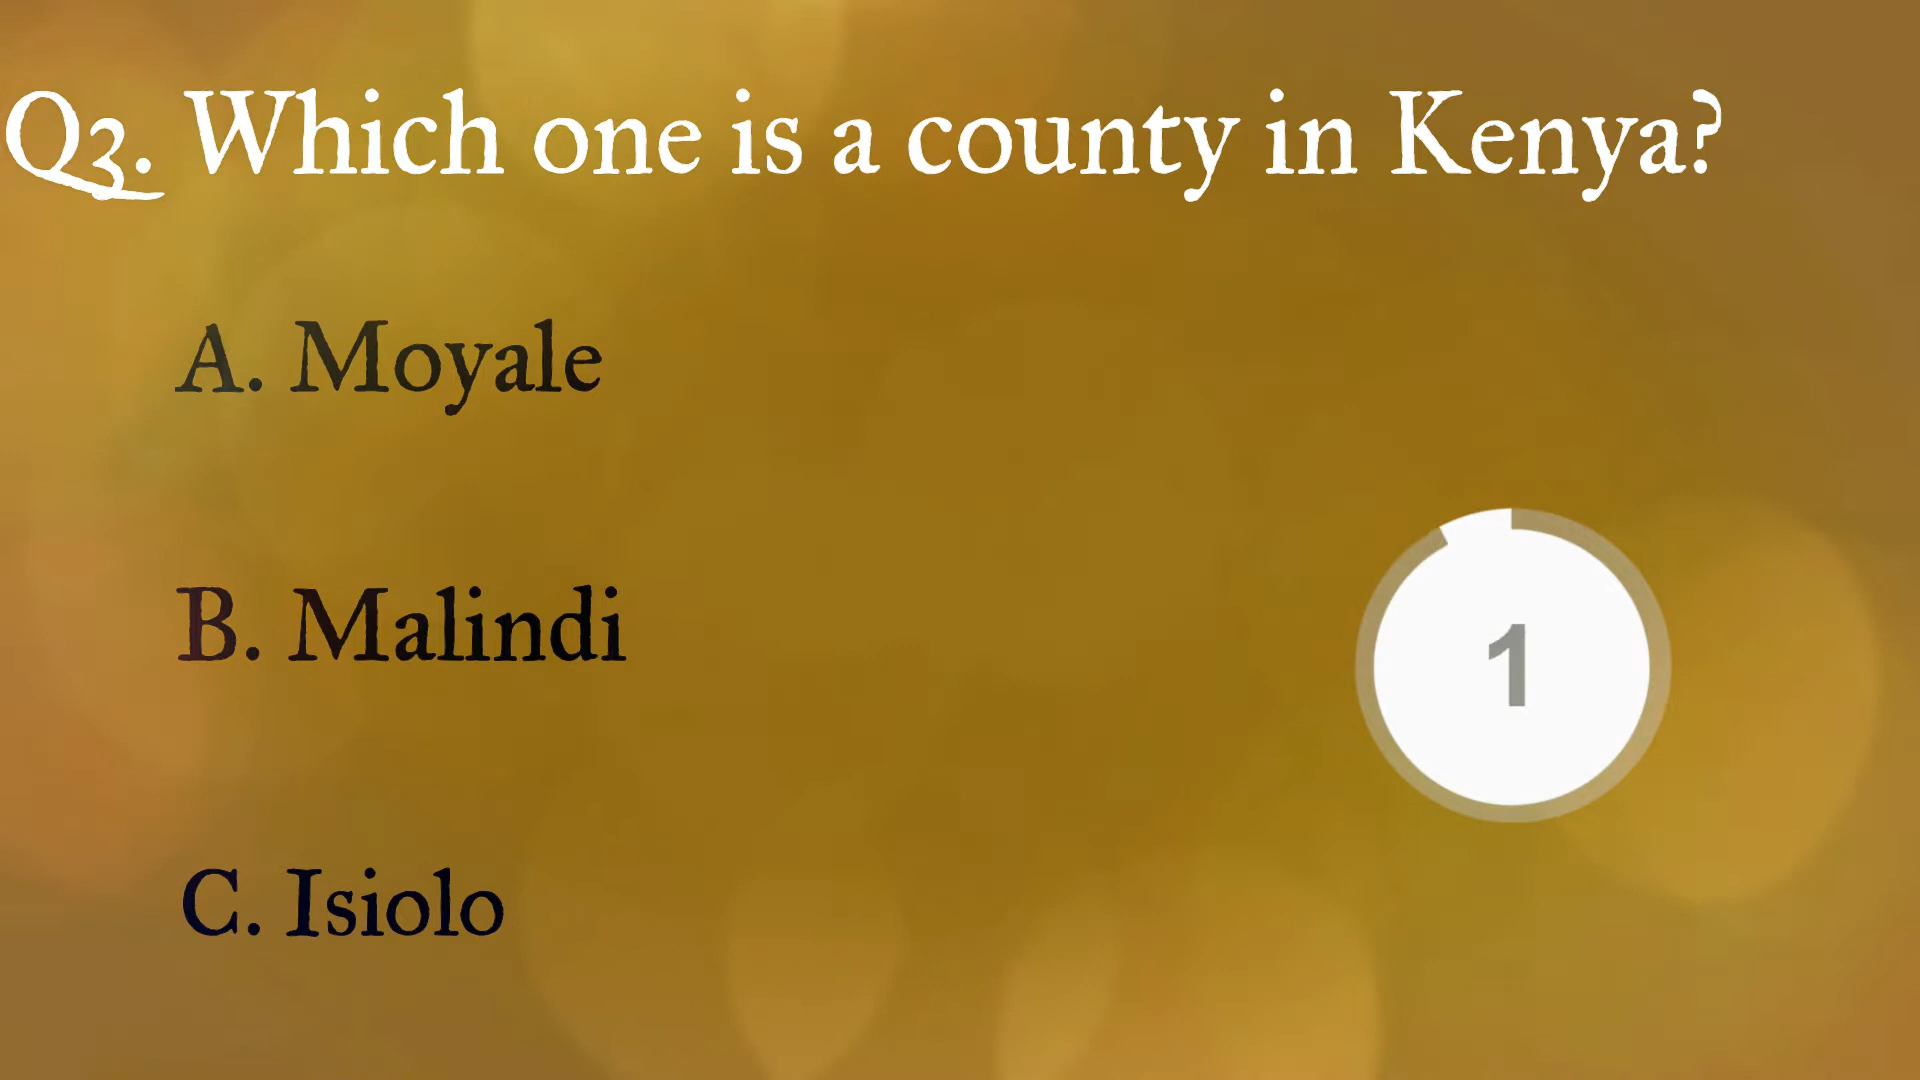 Q3. Which one is a county in Kenya?
A. Moyale
B. Malindi
1
C. Isiolo